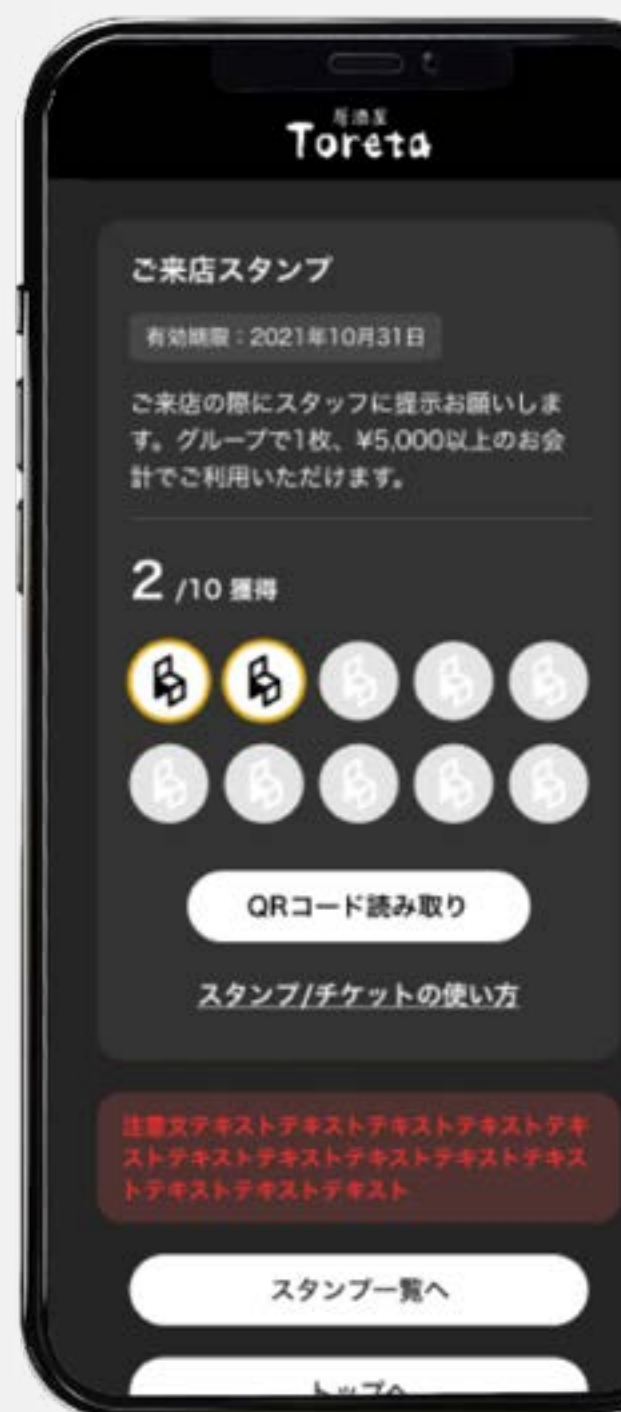 居酒屋
Toreta
ご来店スタンプ
有効期限：2021年10月31日
ご来店の際にスタッフに提示お願いしま
す。グループで1枚、¥5,000以上のお会
計でご利用いただけます。
2 /10 獲得
QRコード読み取り
スタンプ/チケットの使い方
注意文テキストテキストテキストテキストテキ
ストテキストテキストテキストテキストテキス
トテキストテキストテキスト
スタンプ一覧へ
トップへ